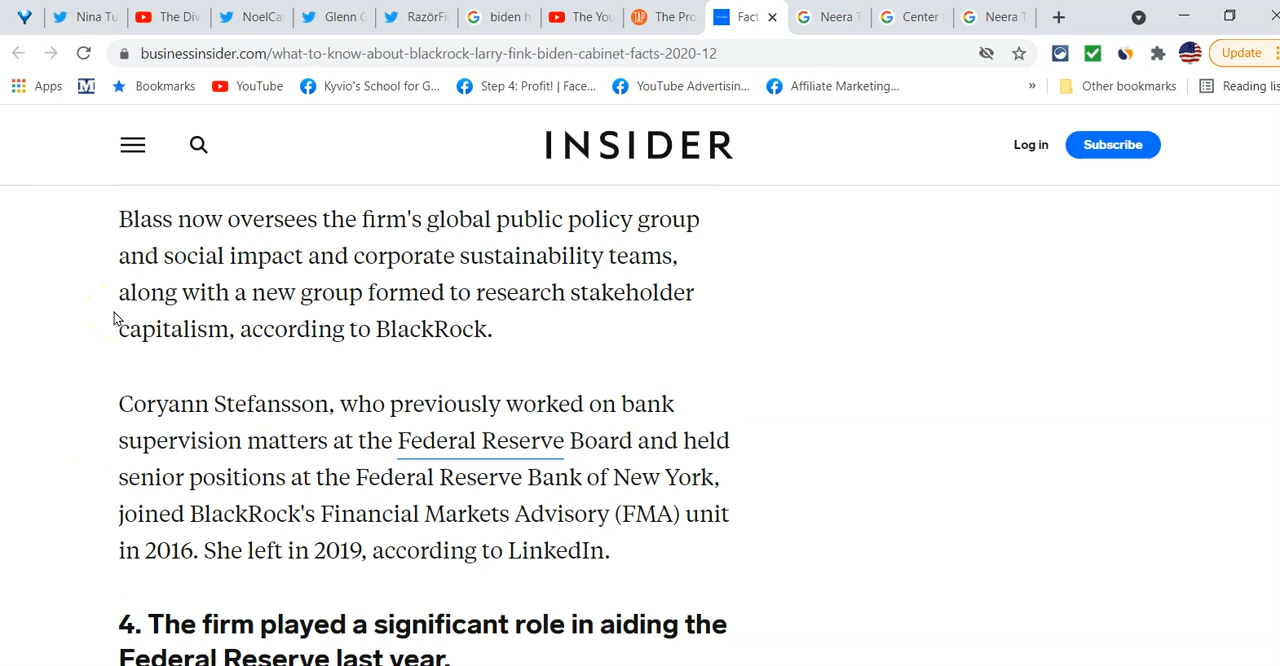 Nina Tu
The Div
NoelCa
Glenn G
RazörFi
biden h
The You
TAP
The Pro
Fact
Neera T
Center
Neera T
businessinsider.com/what-to-know-about-blackrock-larry-fink-biden-cabinet-facts-2020-12
Update
Apps
M
Bookmarks
YouTube
Kyvio's School for G...
Step 4: Profit! | Face...
YouTube Advertisin...
Affiliate Marketing...
»
Other bookmarks
Reading lis
INSIDER
Log in
Subscribe
Blass now oversees the firm's global public policy group
and social impact and corporate sustainability teams,
along with a new group formed to research stakeholder
capitalism, according to BlackRock.
Coryann Stefansson, who previously worked on bank
supervision matters at the Federal Reserve Board and held
senior positions at the Federal Reserve Bank of New York,
joined BlackRock's Financial Markets Advisory (FMA) unit
in 2016. She left in 2019, according to LinkedIn.
4. The firm played a significant role in aiding the
Federal Reserve last year.